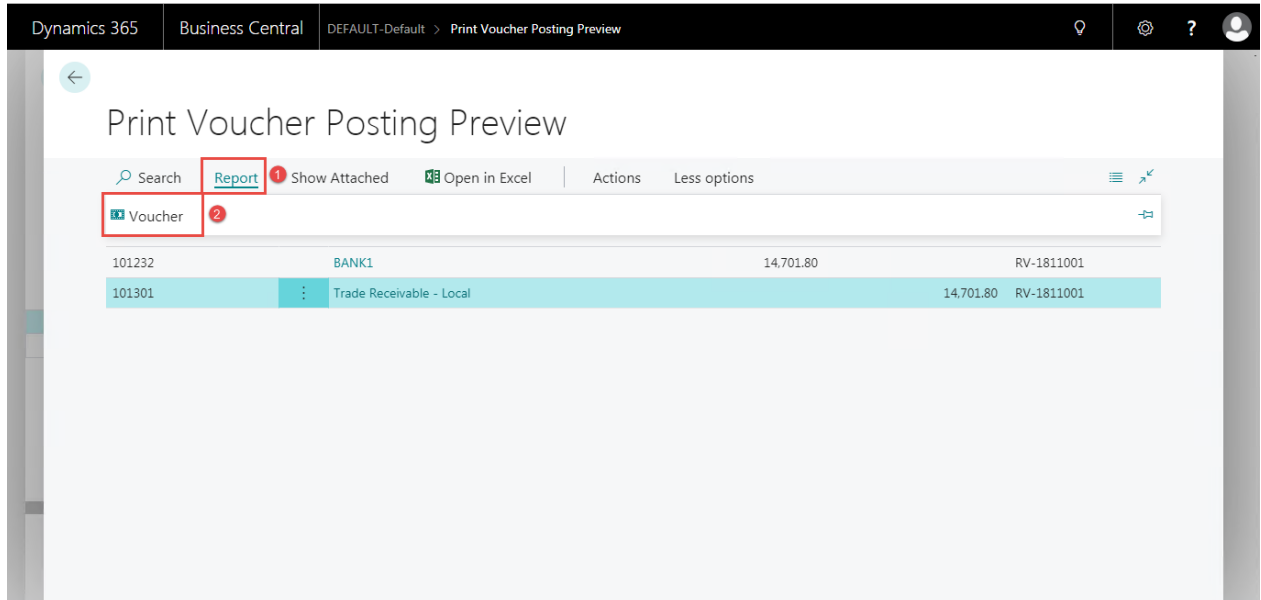 Dynamics 365 Business Central DEFAULT-Default > Print Voucher Posting Preview ?
Print Voucher Posting Preview
Search Report 1 Show Attached Open in Excel Actions Less options
Voucher 2
101232 BANK1 14,701.80 RV-1811001
101301 Trade Receivable - Local 14,701.80 RV-1811001